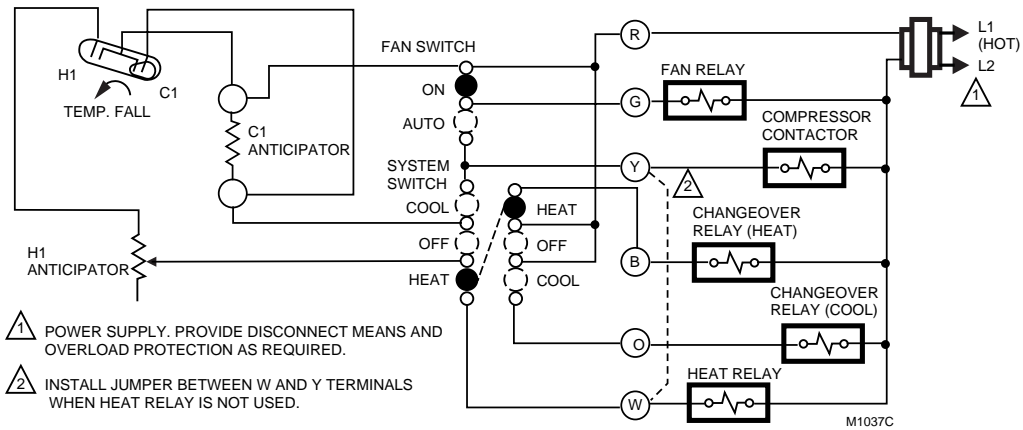 FAN SWITCH
R
L1
(HOT)
L2
1
H1
C1
TEMP. FALL
ON
G
FAN RELAY
AUTO
C1
ANTICIPATOR
COMPRESSOR
CONTACTOR
SYSTEM
SWITCH
Y
2
COOL
HEAT
CHANGEOVER
RELAY (HEAT)
OFF
OFF
B
H1
ANTICIPATOR
HEAT
COOL
CHANGEOVER
RELAY (COOL)
O
1 POWER SUPPLY. PROVIDE DISCONNECT MEANS AND
OVERLOAD PROTECTION AS REQUIRED.
2 INSTALL JUMPER BETWEEN W AND Y TERMINALS
WHEN HEAT RELAY IS NOT USED.
HEAT RELAY
W
M1037C